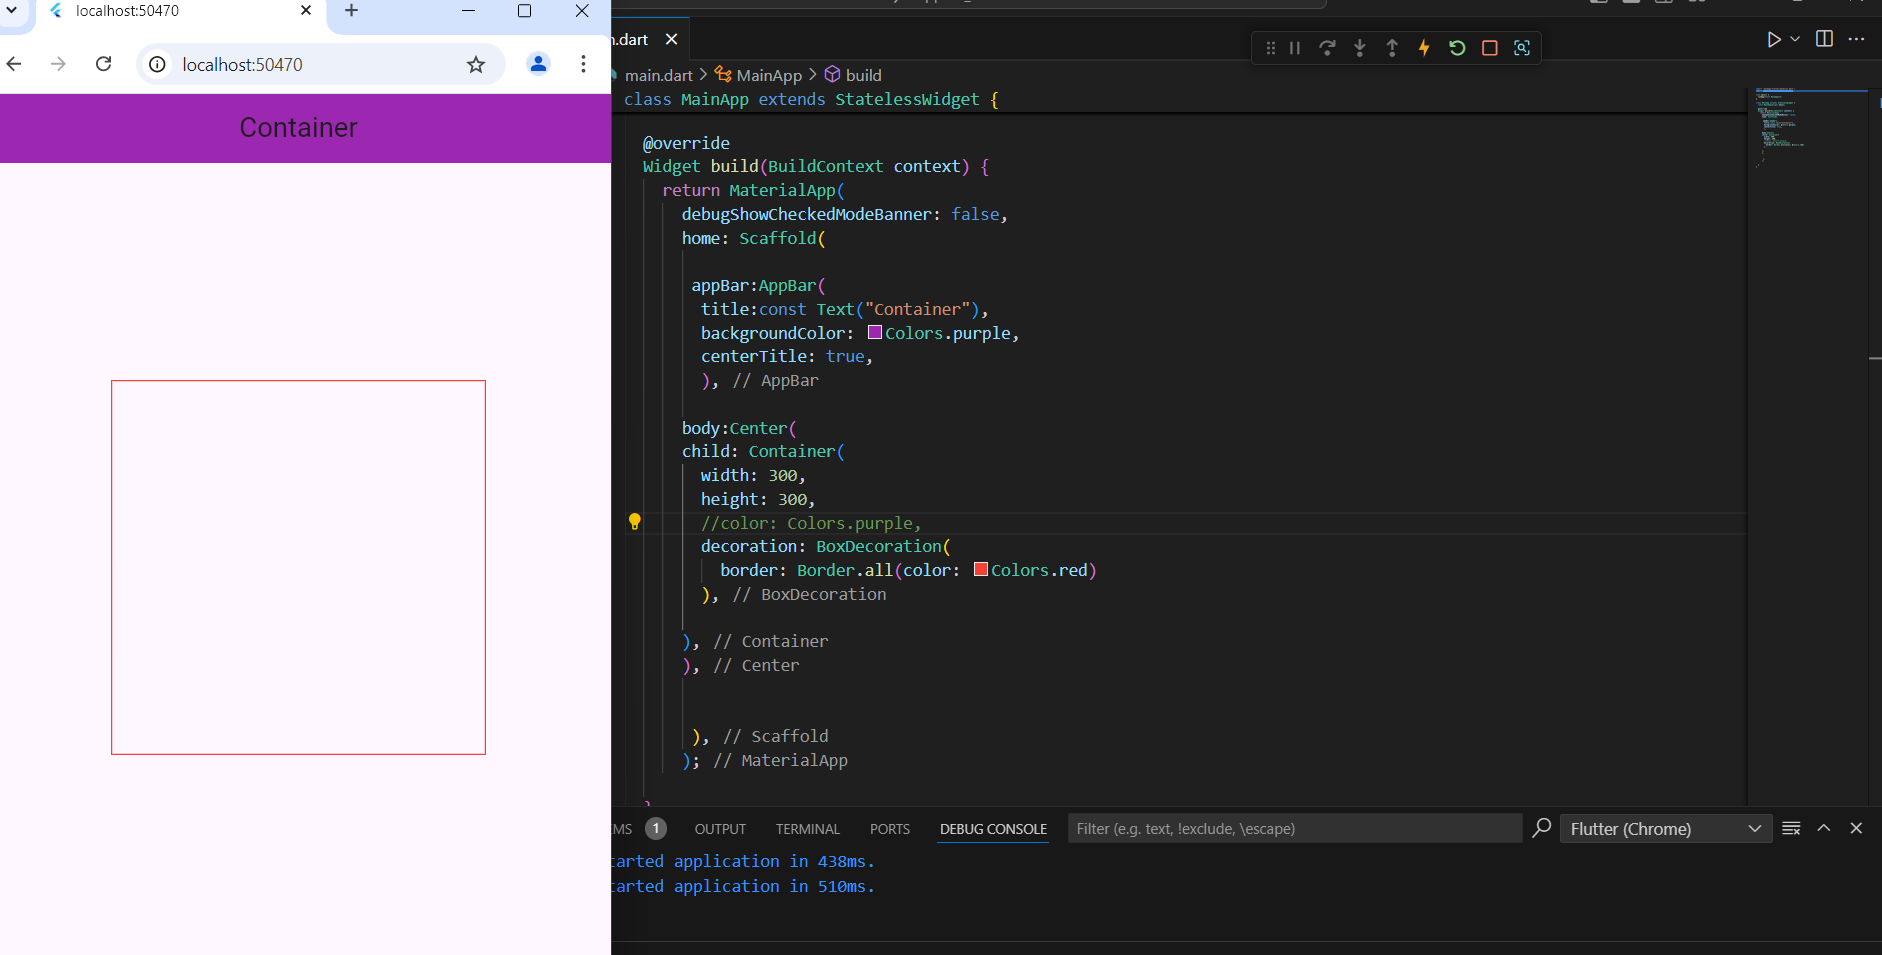 localhost:50470
localhost:50470
Container
.dart
main.dart > MainApp > build
class MainApp extends StatelessWidget {
@override
Widget build(BuildContext context) {
return MaterialApp(
debugShowCheckedModeBanner: false,
home: Scaffold(
appBar:AppBar(
title:const Text("Container"),
backgroundColor: Colors.purple,
centerTitle: true,
), // AppBar
body:Center(
child: Container(
width: 300,
height: 300,
//color: Colors.purple,
decoration: BoxDecoration(
border: Border.all(color: Colors.red)
), // BoxDecoration
), // Container
), // Center
), // Scaffold
); // MaterialApp
}
EMS 1 OUTPUT TERMINAL PORTS DEBUG CONSOLE Filter (e.g. text, !exclude, \escape) Flutter (Chrome)
tarted application in 438ms.
tarted application in 510ms.